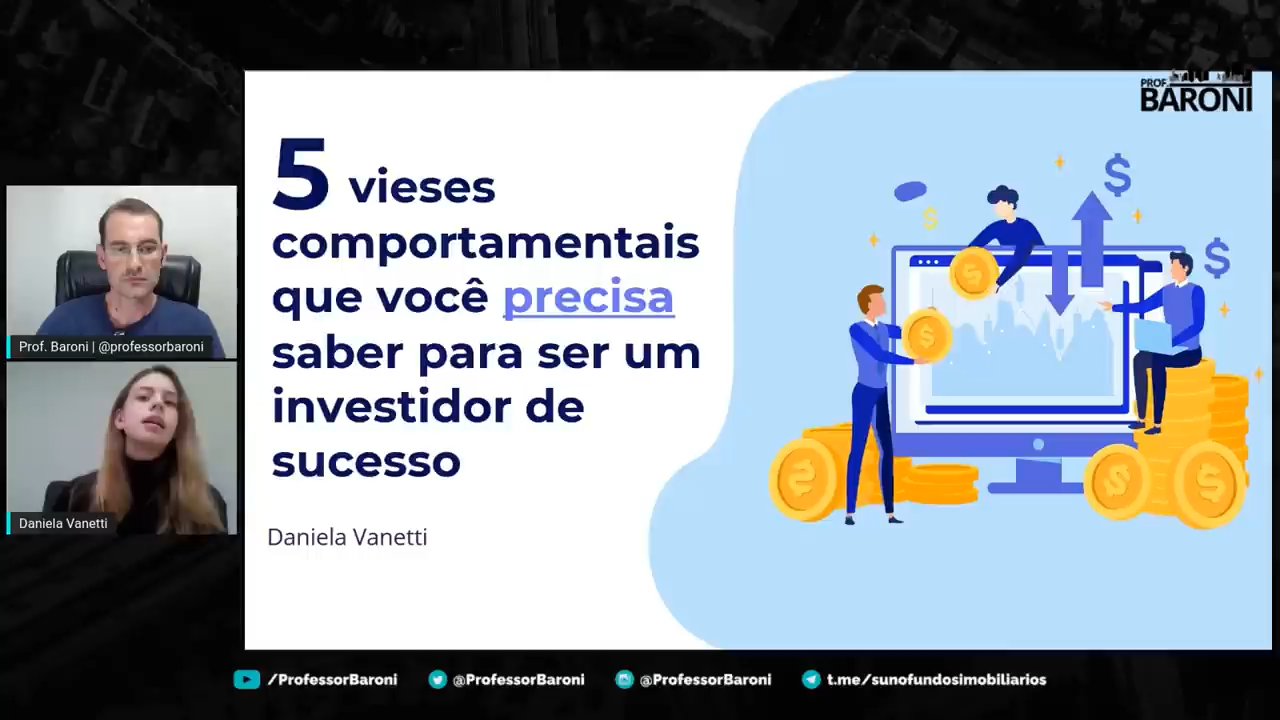 PROF.
BARONI
5 vieses
comportamentais
que você precisa
saber para ser um
investidor de
sucesso
Daniela Vanetti
Prof. Baroni | @professorbaroni
Daniela Vanetti
/ProfessorBaroni @ProfessorBaroni @ProfessorBaroni t.me/sunofundosimobiliarios